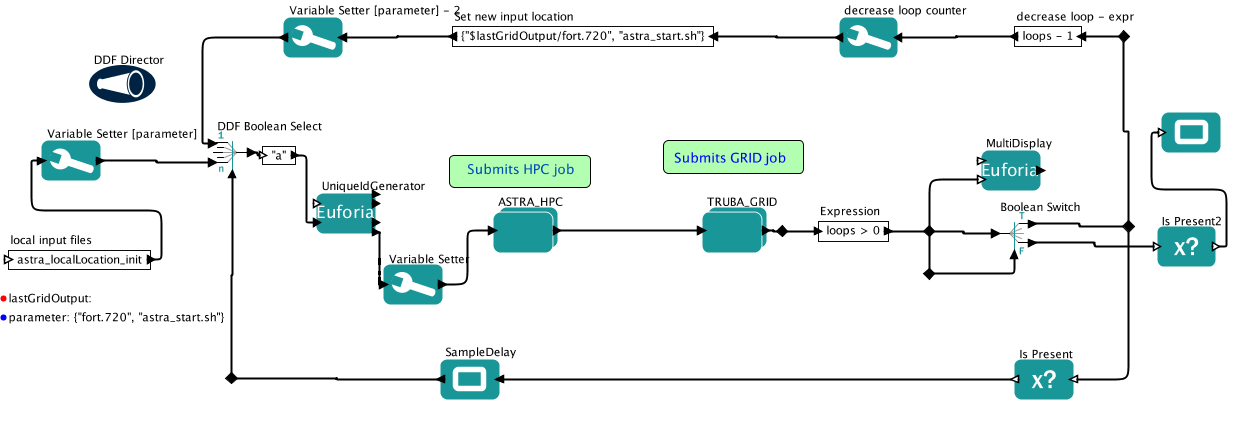 Variable Setter [parameter] - 2
Set new input location
{"$lastGridOutput/fort.720", "astra_start.sh"}
decrease loop counter
decrease loop - expr
loops - 1
DDF Director
Variable Setter [parameter]
DDF Boolean Select
1
n
"a"
UniqueIdGenerator
Euforia
Submits HPC job
Submits GRID job
ASTRA_HPC
TRUBA_GRID
Expression
loops > 0
MultiDisplay
Euforia
Boolean Switch
T
F
Is Present2
x?
local input files
astra_localLocation_init
Variable Setter
lastGridOutput:
parameter: {"fort.720", "astra_start.sh"}
SampleDelay
Is Present
x?